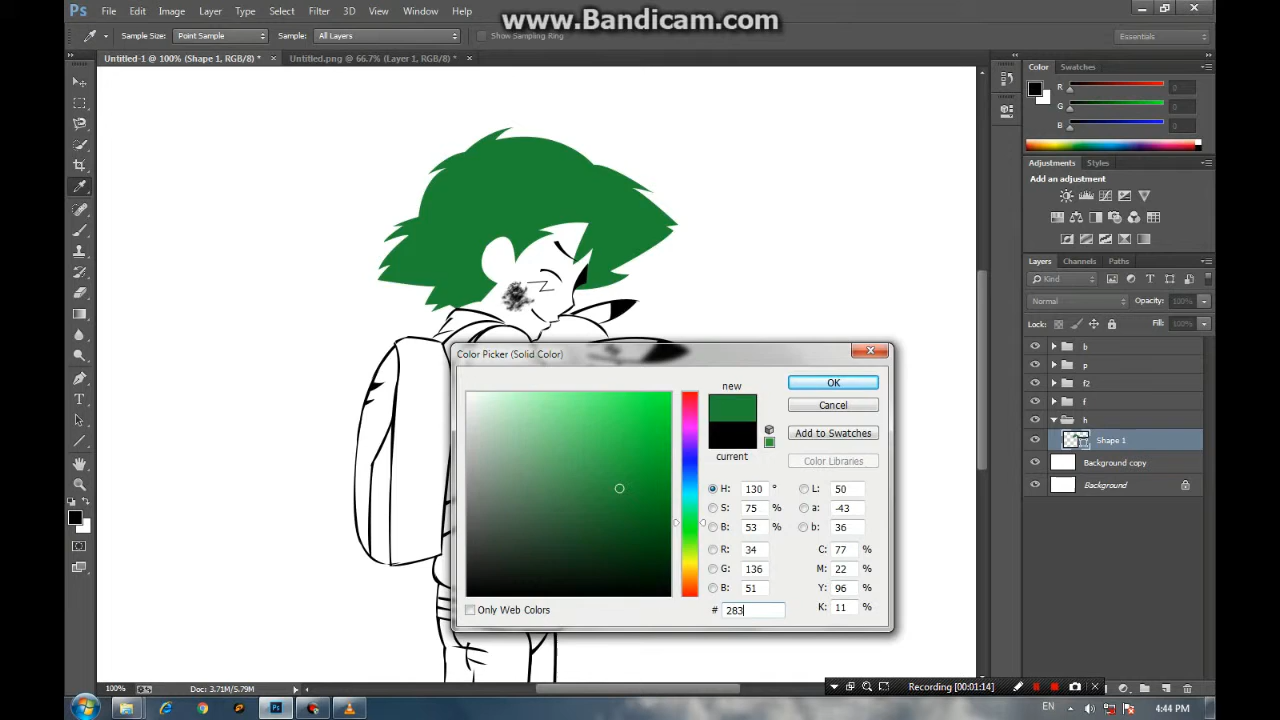 www.Bandicam.com
Ps File Edit Image Layer Type Select Filter 3D View Window Help
Sample Size: Point Sample Sample: All Layers Show Sampling Ring Essentials
Untitled-1 @ 100% (Shape 1, RGB/8) * × Untitled.png @ 66.7% (Layer 1, RGB/8) * ×
Color Swatches
R 0
G 0
B 0
Adjustments Styles
Add an adjustment
Layers Channels Paths
Kind
Normal Opacity: 100%
Lock: Fill: 100%
b
p
f2
f
h
Shape 1
Background copy
Background
Color Picker (Solid Color)
new
current
OK
Cancel
Add to Swatches
Color Libraries
H: 130 ° L: 50
S: 75 % a: -43
B: 53 % b: 36
R: 34 C: 77 %
G: 136 M: 22 %
B: 51 Y: 96 %
# 283 K: 11 %
Only Web Colors
100% Doc: 3.71M/5.79M
Recording [00:01:14]
EN 4:44 PM